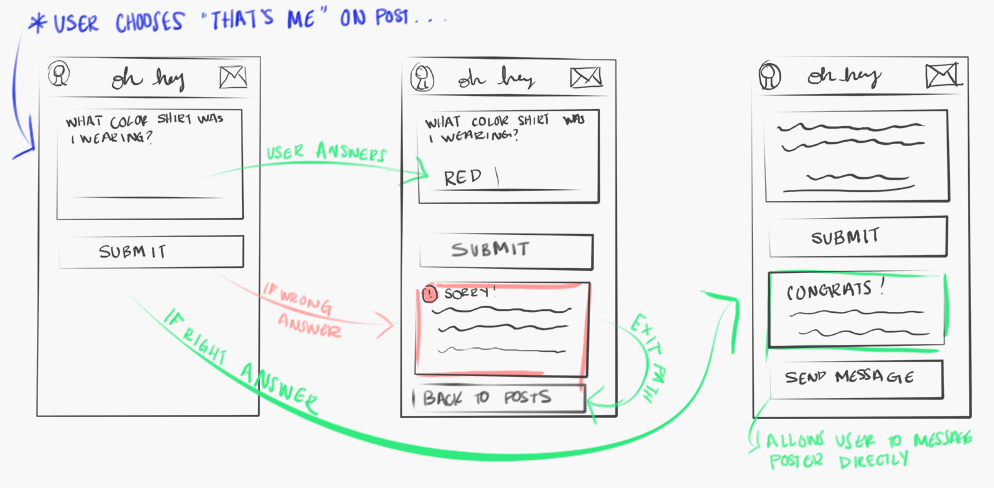 * USER CHOOSES "THAT'S ME" ON POST...
oh hey
WHAT COLOR SHIRT WAS
I WEARING?
SUBMIT
USER ANSWERS
IF WRONG
ANSWER
IF RIGHT ANSWER
oh hey
WHAT COLOR SHIRT WAS
I WEARING?
RED |
SUBMIT
! SORRY!
BACK TO POSTS
EXIT PATH
oh hey
SUBMIT
CONGRATS!
SEND MESSAGE
ALLOWS USER TO MESSAGE
POSTER DIRECTLY